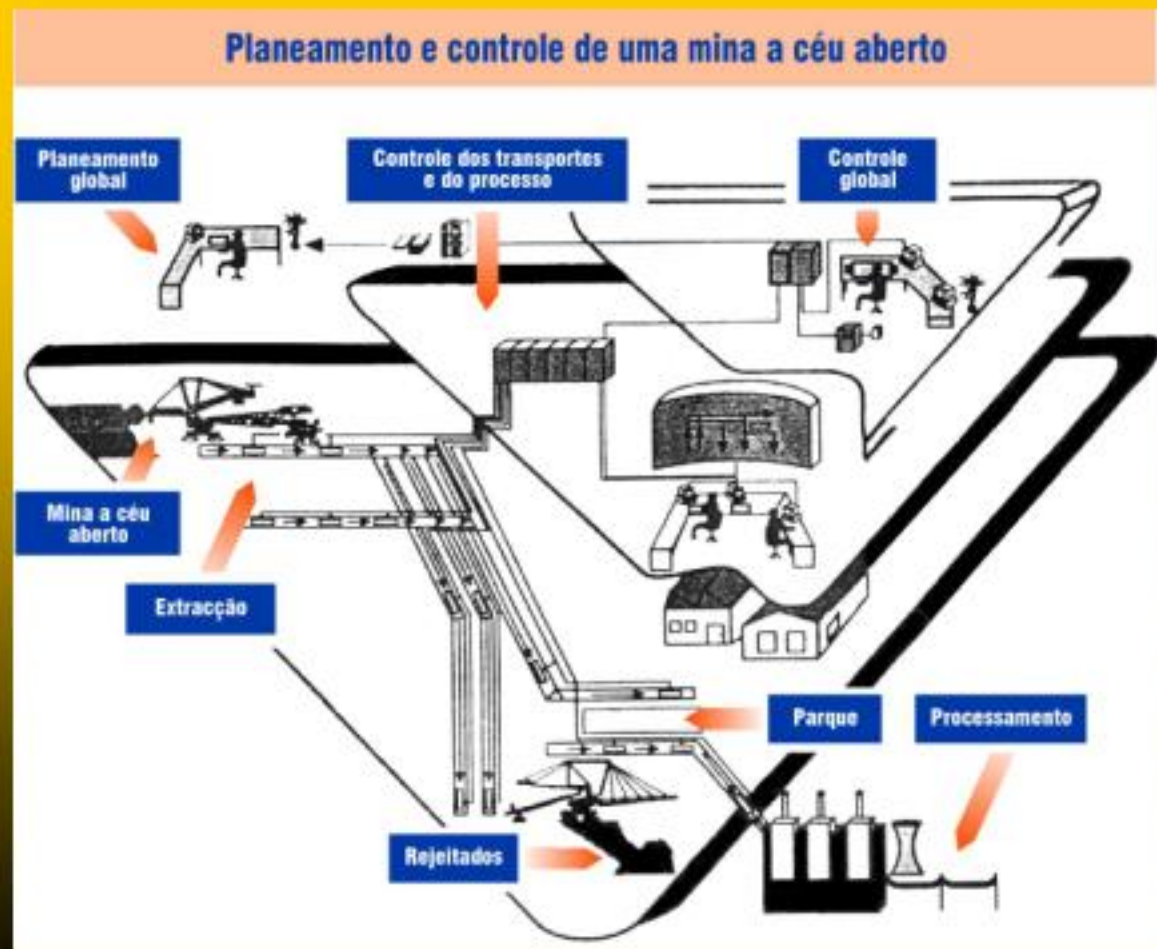 Planeamento e controle de uma mina a céu aberto
Planeamento
global
Controle dos transportes
e do processo
Controle
global
Mina a céu
aberto
Extracção
Parque
Processamento
Rejeitados